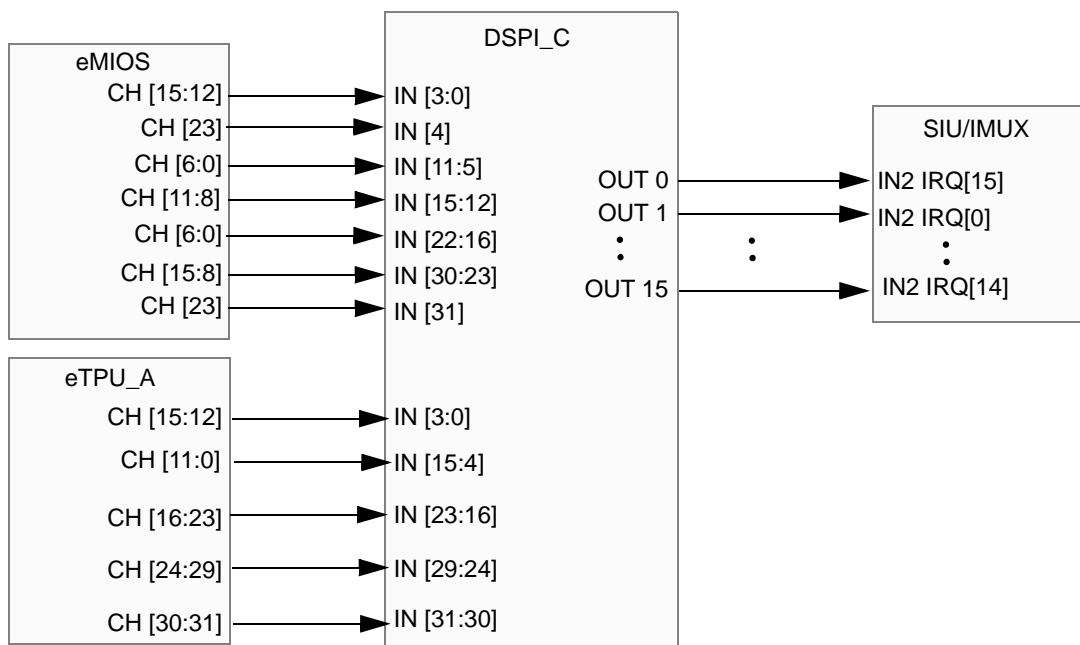 DSPI_C
eMIOS
CH [15:12] IN [3:0]
CH [23] IN [4]
CH [6:0] IN [11:5]
CH [11:8] IN [15:12]
CH [6:0] IN [22:16]
CH [15:8] IN [30:23]
CH [23] IN [31]
OUT 0
OUT 1
OUT 15
SIU/IMUX
IN2 IRQ[15]
IN2 IRQ[0]
IN2 IRQ[14]
eTPU_A
CH [15:12] IN [3:0]
CH [11:0] IN [15:4]
CH [16:23] IN [23:16]
CH [24:29] IN [29:24]
CH [30:31] IN [31:30]